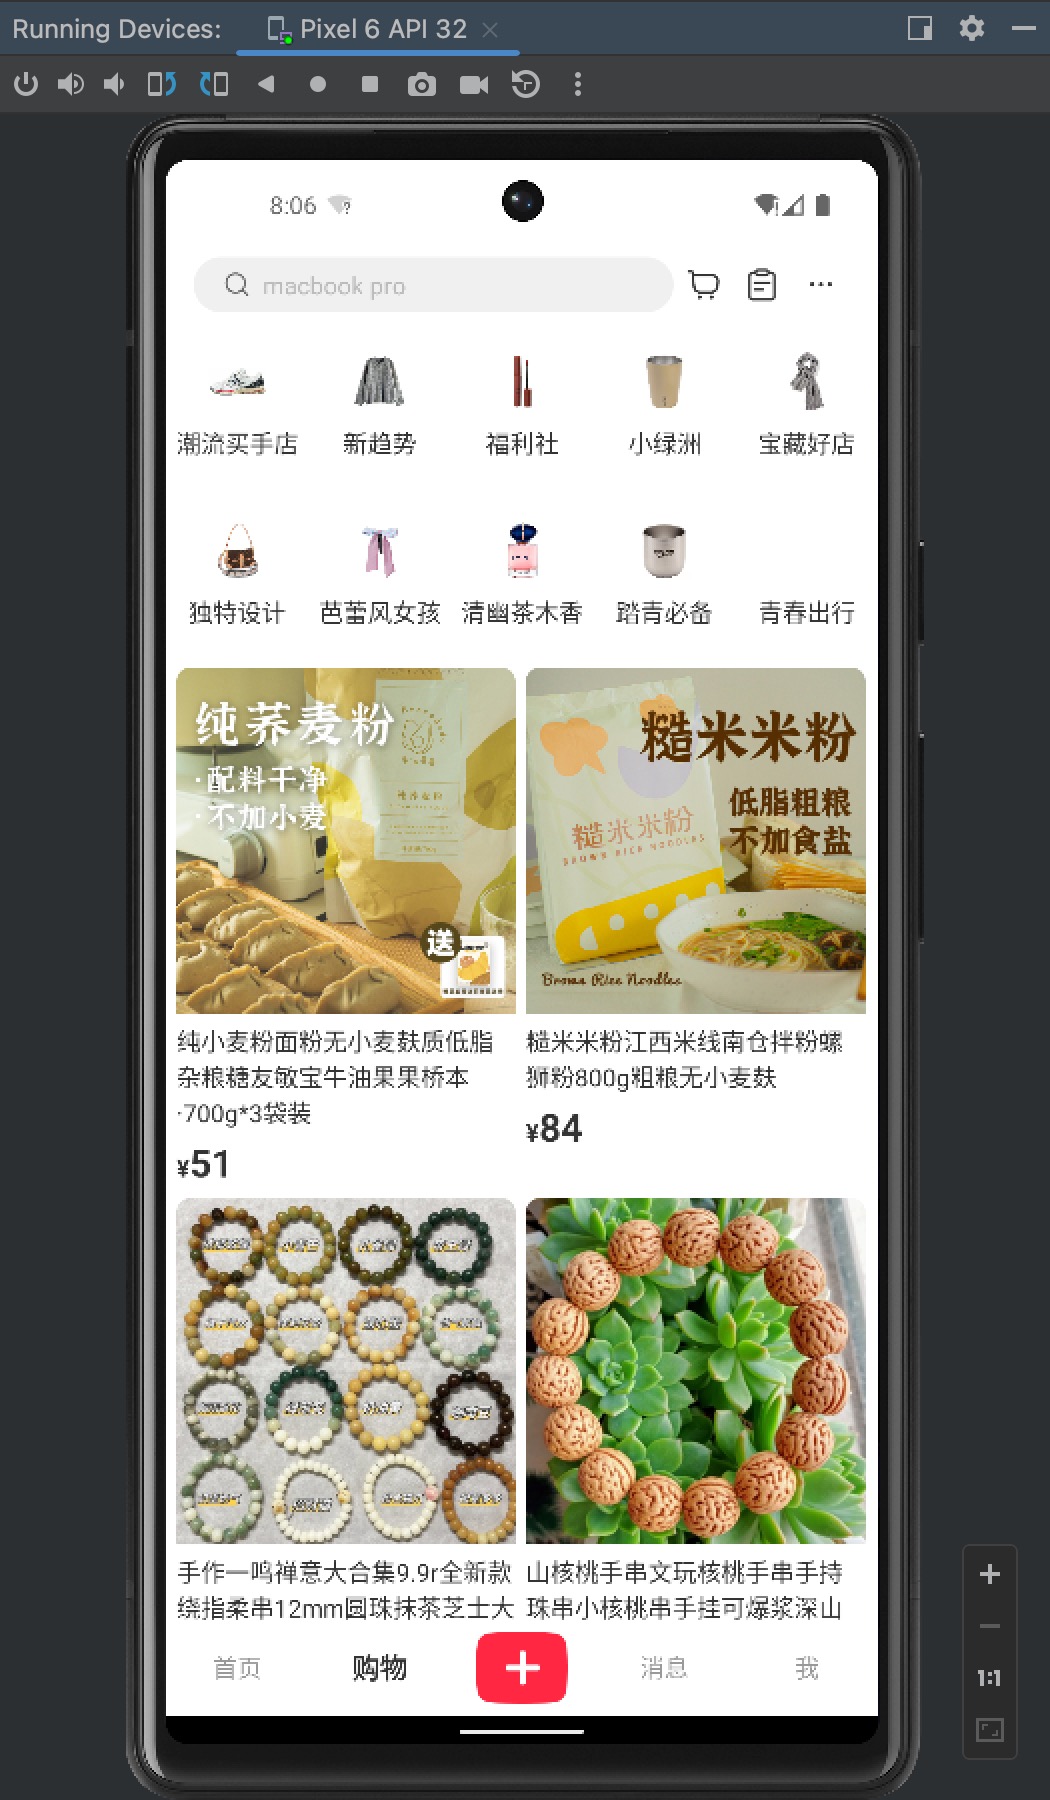 Running Devices:
Pixel 6 API 32
8:06
macbook pro
潮流买手店
新趋势
福利社
小绿洲
宝藏好店
独特设计
芭蕾风女孩
清幽茶木香
踏青必备
青春出行
纯荞麦粉
·配料干净
·不加小麦
送
糙米米粉
低脂粗粮
不加食盐
糙米米粉
BROWN RICE NOODLES
Brown Rice Noodles
纯小麦粉面粉无小麦麸质低脂
杂粮糖友敏宝牛油果果桥本
·700g*3袋装
¥51
糙米米粉江西米线南仓拌粉螺
狮粉800g粗粮无小麦麸
¥84
手作一鸣禅意大合集9.9r全新款
绕指柔串12mm圆珠抹茶芝士大
山核桃手串文玩核桃手串手持
珠串小核桃串手挂可爆浆深山
首页
购物
消息
我
1:1